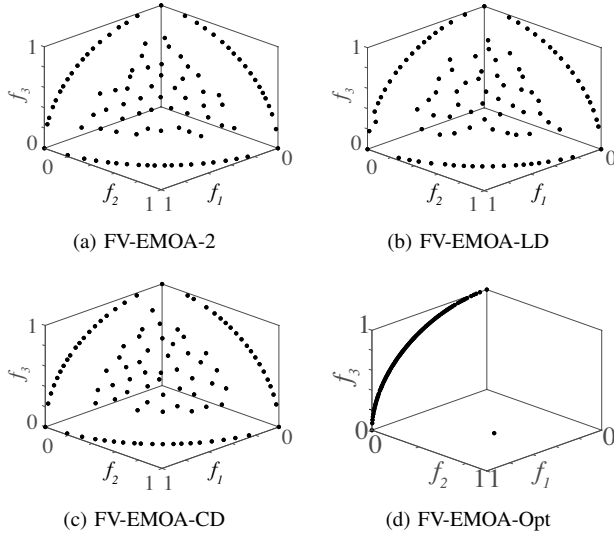 1
f3
0
0
f2
1 1
f1
0
(a) FV-EMOA-2
1
f3
0
0
f2
1 1
f1
0
(b) FV-EMOA-LD
1
f3
0
0
f2
1 1
f1
0
(c) FV-EMOA-CD
1
f3
0
0
f2
11
f1
0
(d) FV-EMOA-Opt